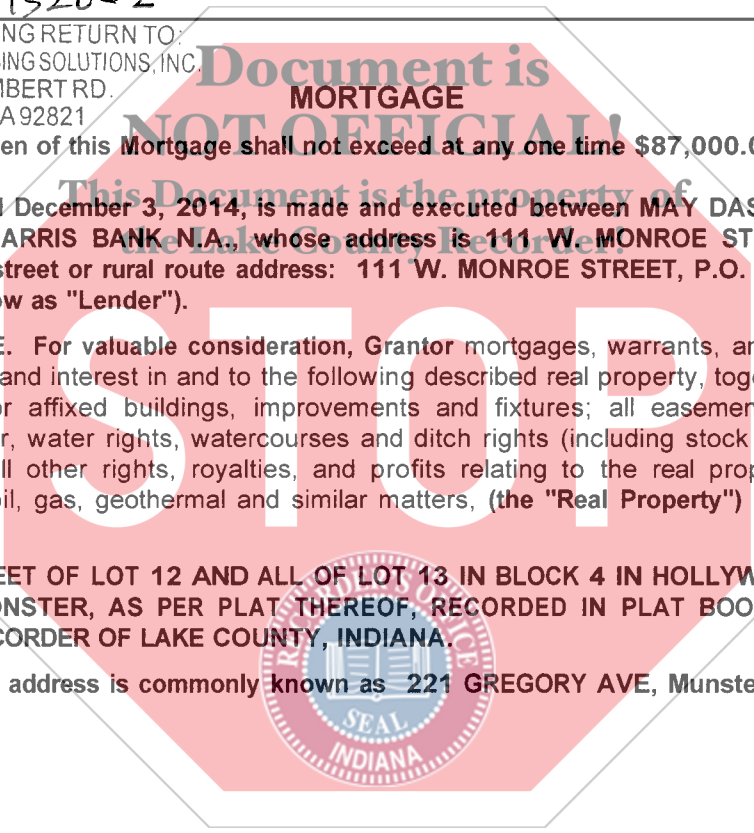 NG RETURN TO:
SING SOLUTIONS, INC.
MBERT RD.
A 92821
Document is
MORTGAGE
NOT OFFICIAL!
en of this Mortgage shall not exceed at any one time $87,000.0
This Document is the property of
d December 3, 2014, is made and executed between MAY DAS
the Lake County Recorder!
ARRIS BANK N.A., whose address is 111 W. MONROE ST
street or rural route address: 111 W. MONROE STREET, P.O.
ow as "Lender").
STOP
E. For valuable consideration, Grantor mortgages, warrants, an
and interest in and to the following described real property, toge
or affixed buildings, improvements and fixtures; all easemen
r, water rights, watercourses and ditch rights (including stock
ll other rights, royalties, and profits relating to the real prop
oil, gas, geothermal and similar matters, (the "Real Property")
EET OF LOT 12 AND ALL OF LOT 13 IN BLOCK 4 IN HOLLYW
ONSTER, AS PER PLAT THEREOF, RECORDED IN PLAT BOO
CORDER OF LAKE COUNTY, INDIANA.
address is commonly known as 221 GREGORY AVE, Munste
RECORDER'S OFFICE
SEAL
INDIANA